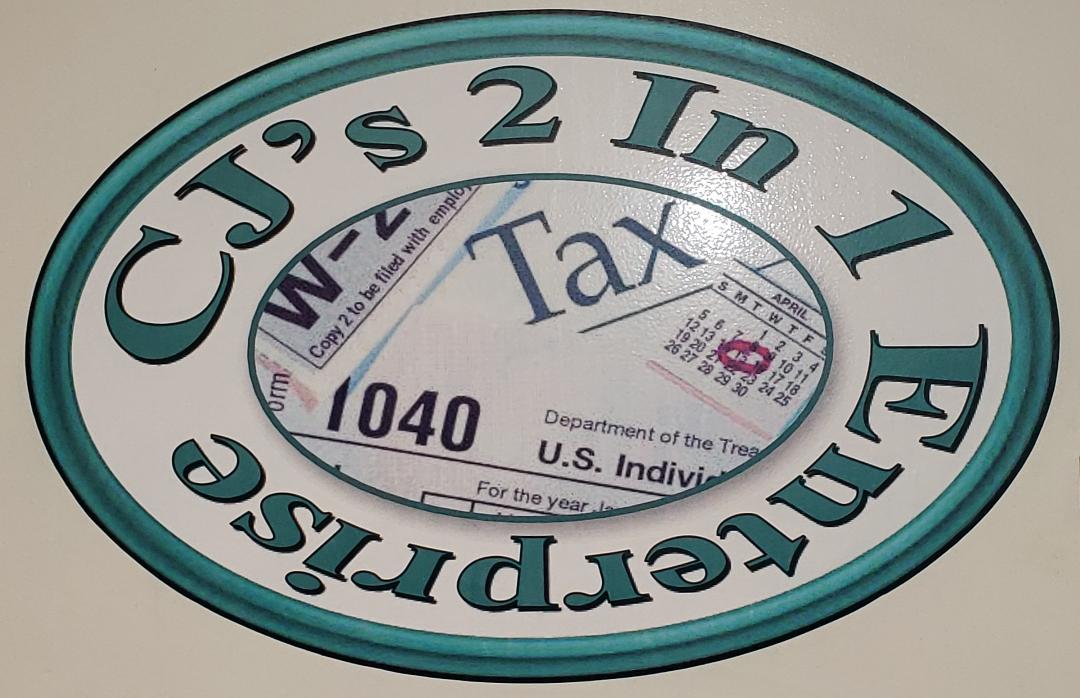 CJ's 2 In 1 Enterprise
W-2
Copy 2 to be filed with employ
Tax
APRIL
S M T W T F S
1 2 3 4
5 6 7 8 9 10 11
12 13 15 17 18
19 20 21 22 23 24 25
26 27 28 29 30
orm
1040
Department of the Trea
U.S. Individ
For the year Ja